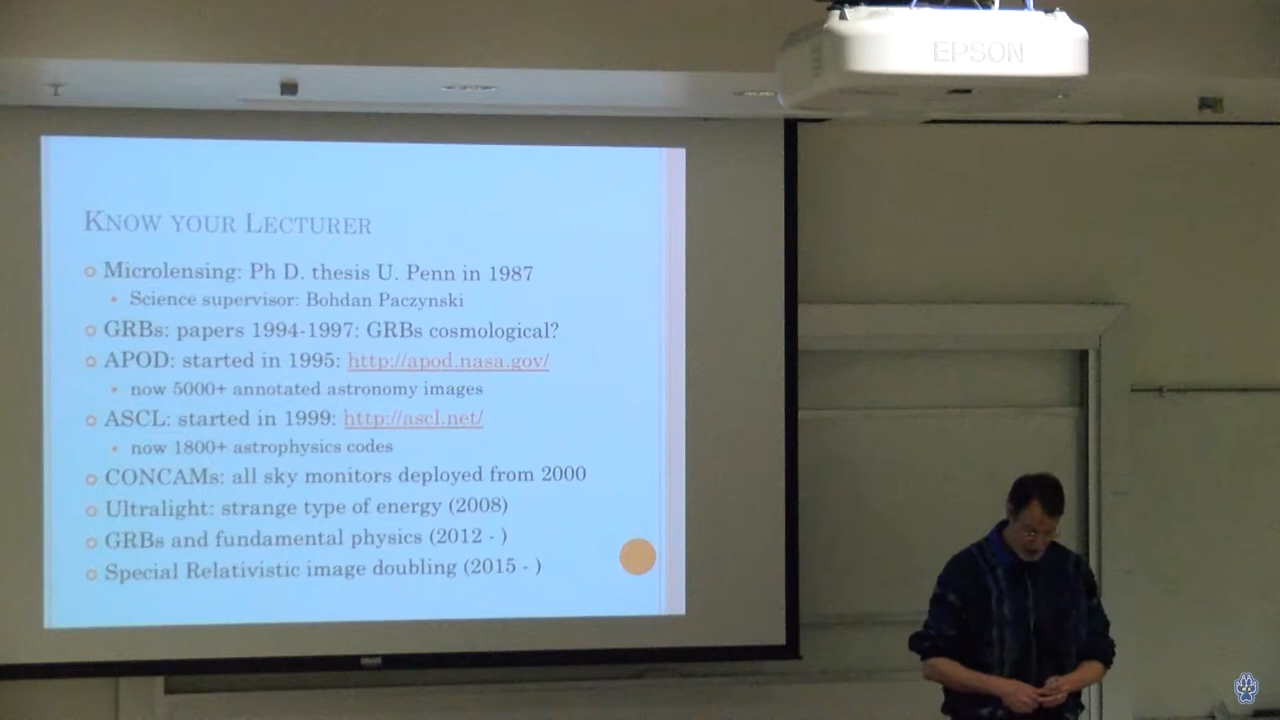 EPSON
KNOW YOUR LECTURER
Microlensing: Ph D. thesis U. Penn in 1987
Science supervisor: Bohdan Paczynski
GRBs: papers 1994-1997: GRBs cosmological?
APOD: started in 1995: http://apod.nasa.gov/
now 5000+ annotated astronomy images
ASCL: started in 1999: http://ascl.net/
now 1800+ astrophysics codes
CONCAMs: all sky monitors deployed from 2000
Ultralight: strange type of energy (2008)
GRBs and fundamental physics (2012 - )
Special Relativistic image doubling (2015 - )